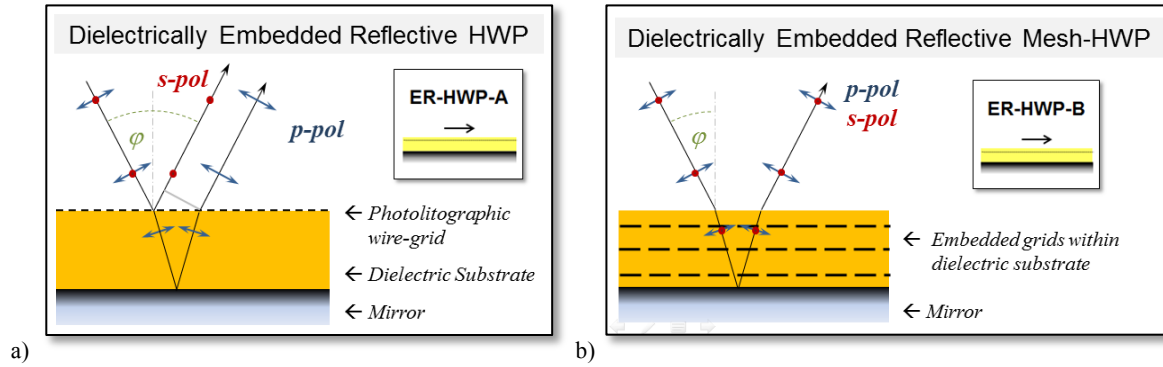 Dielectrically Embedded Reflective HWP
s-pol
p-pol
φ
ER-HWP-A
← Photolitographic
wire-grid
← Dielectric Substrate
← Mirror
a)
Dielectrically Embedded Reflective Mesh-HWP
p-pol
s-pol
φ
ER-HWP-B
← Embedded grids within
dielectric substrate
← Mirror
b)